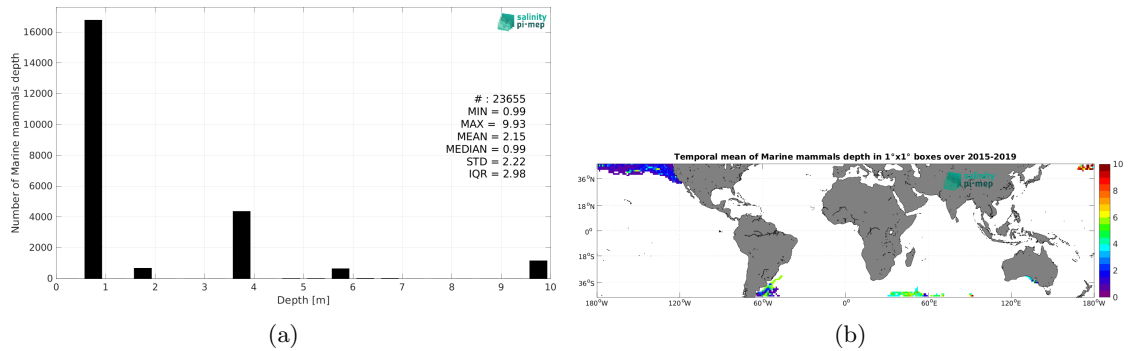 salinity
pi-mep
16000
14000
12000
10000
8000
6000
4000
2000
0
Number of Marine mammals depth
# : 23655
MIN = 0.99
MAX = 9.93
MEAN = 2.15
MEDIAN = 0.99
STD = 2.22
IQR = 2.98
0 1 2 3 4 5 6 7 8 9 10
Depth [m]
(a)
Temporal mean of Marine mammals depth in 1°x1° boxes over 2015-2019
salinity
pi-mep
36°N
18°N
0°
18°S
36°S
180°W 120°W 60°W 0° 60°E 120°E 180°W
10
8
6
4
2
0
(b)